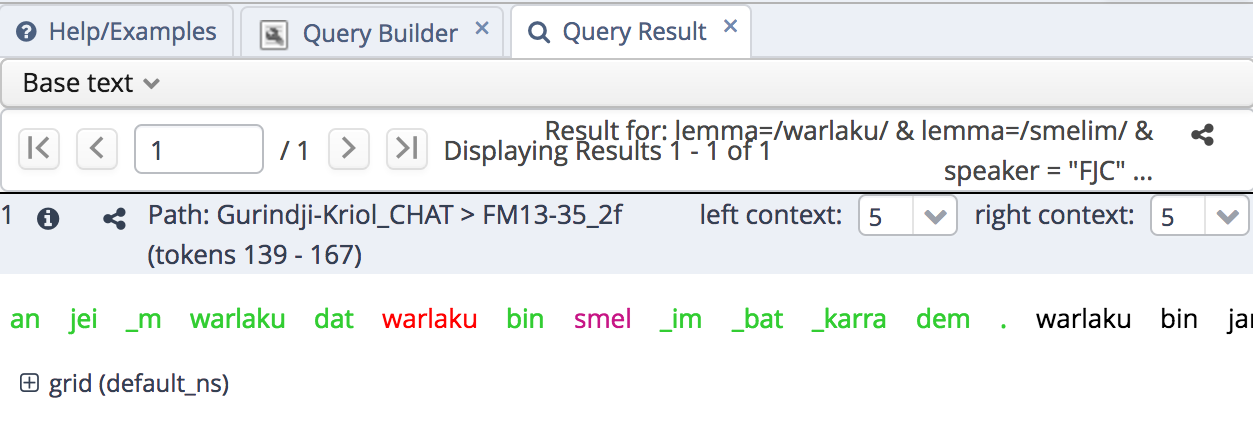 Help/Examples Query Builder Query Result
Base text
1 / 1 Displaying Results 1 - 1 of 1
Result for: lemma=/warlaku/ & lemma=/smelim/ &
speaker = "FJC" ...
1 Path: Gurindji-Kriol_CHAT > FM13-35_2f left context: 5 right context: 5
(tokens 139 - 167)
an jei _m warlaku dat warlaku bin smel _im _bat _karra dem . warlaku bin
grid (default_ns)